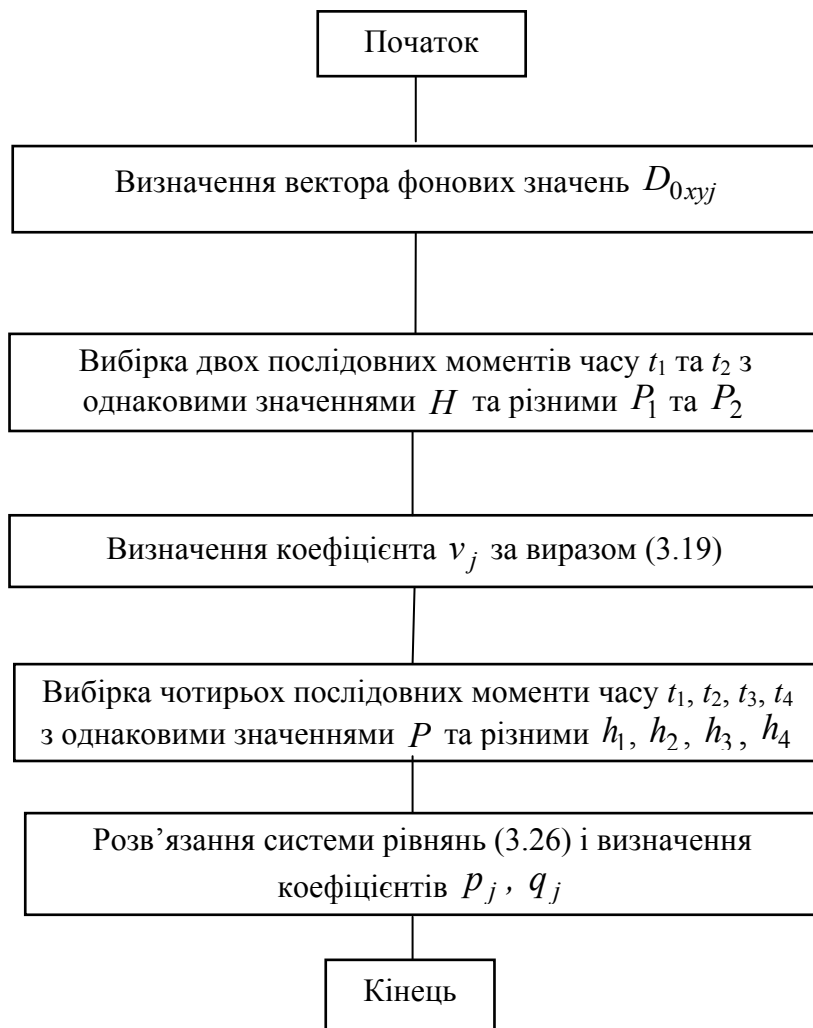 Початок
Визначення вектора фонових значень D₀ₓᵧⱼ
Вибірка двох послідовних моментів часу t₁ та t₂ з
однаковими значеннями H та різними P₁ та P₂
Визначення коефіцієнта vⱼ за виразом (3.19)
Вибірка чотирьох послідовних моменти часу t₁, t₂, t₃, t₄
з однаковими значеннями P та різними h₁, h₂, h₃, h₄
Розв’язання системи рівнянь (3.26) і визначення
коефіцієнтів pⱼ, qⱼ
Кінець